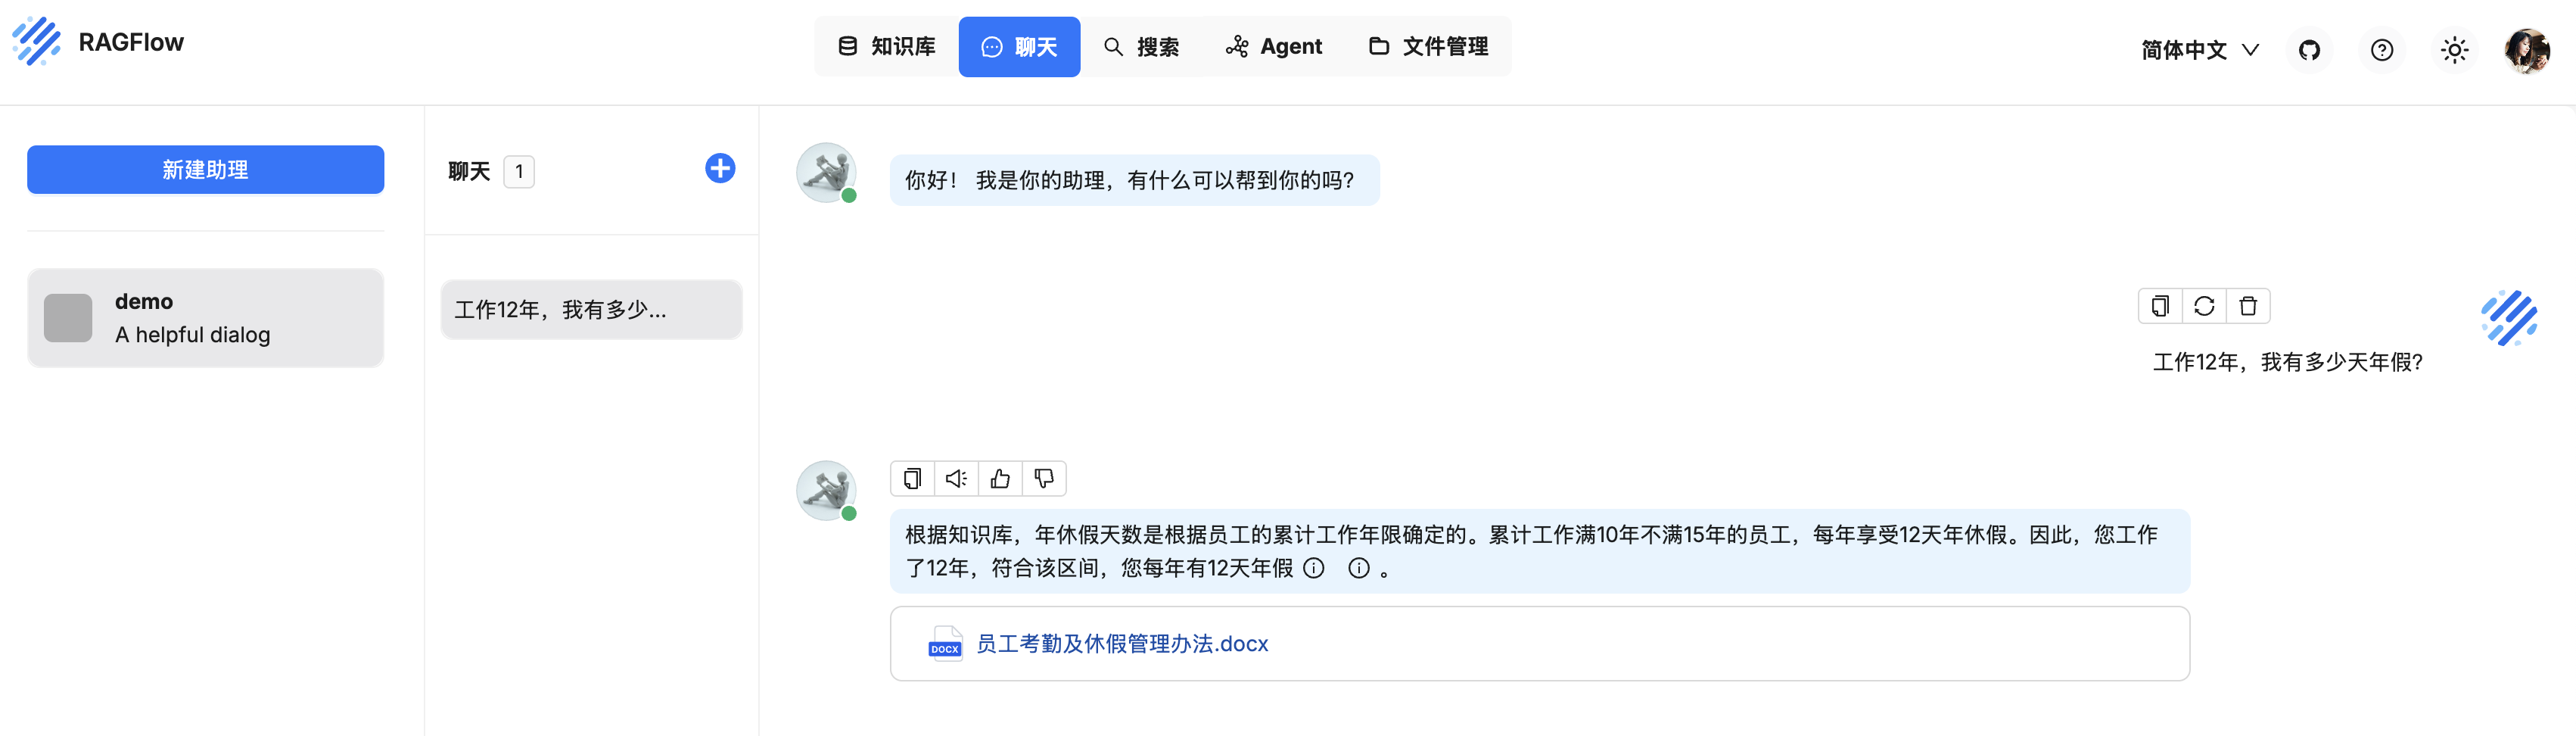 RAGFlow
知识库
聊天
搜索
Agent
文件管理
简体中文
新建助理
demo
A helpful dialog
聊天 1
工作12年，我有多少...
你好！ 我是你的助理，有什么可以帮到你的吗？
工作12年，我有多少天年假？
根据知识库，年休假天数是根据员工的累计工作年限确定的。累计工作满10年不满15年的员工，每年享受12天年休假。因此，您工作
了12年，符合该区间，您每年有12天年假 。
DOCX 员工考勤及休假管理办法.docx